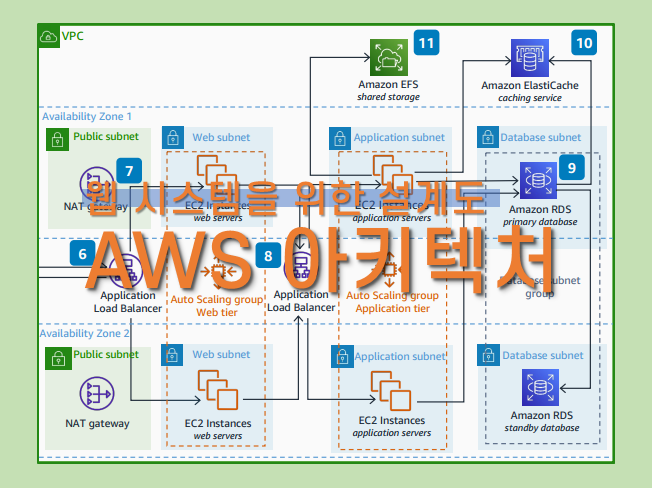 VPC
11
10
Amazon EFS
shared storage
Amazon ElastiCache
caching service
Availability Zone 1
Public subnet
Web subnet
Application subnet
Database subnet
7
9
NAT gateway
EC2 Instances
web servers
EC2 Instances
application servers
Amazon RDS
primary database
웹 시스템을 위한 설계도
AWS 아키텍처
6
8
Application
Load Balancer
Auto Scaling group
Web tier
Application
Load Balancer
Auto Scaling group
Application tier
Database subnet
group
Availability Zone 2
Public subnet
Web subnet
Application subnet
Database subnet
NAT gateway
EC2 Instances
web servers
EC2 Instances
application servers
Amazon RDS
standby database